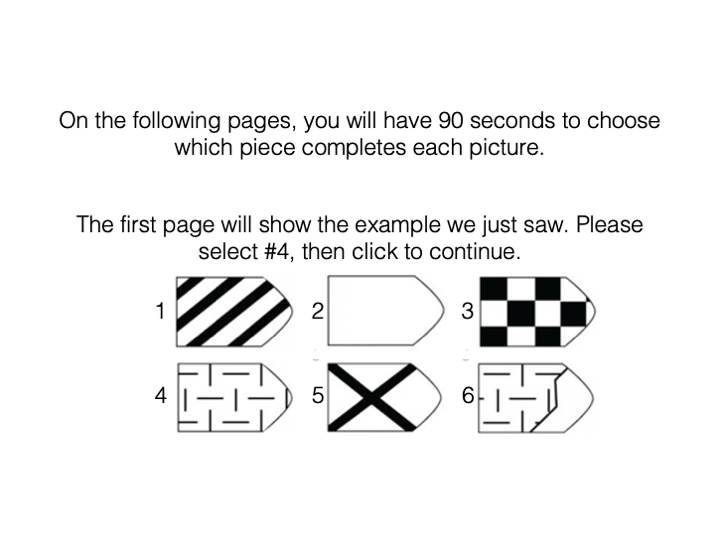 On the following pages, you will have 90 seconds to choose
which piece completes each picture.
The first page will show the example we just saw. Please
select #4, then click to continue.
1 2 3
4 5 6